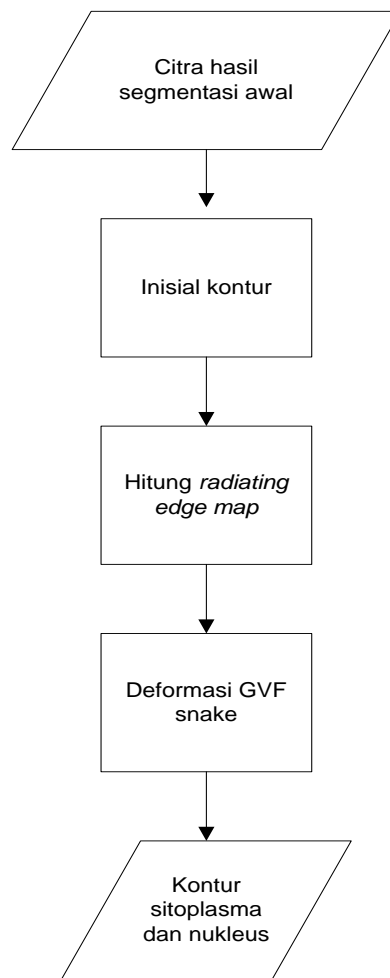 Citra hasil
segmentasi awal
Inisial kontur
Hitung radiating
edge map
Deformasi GVF
snake
Kontur
sitoplasma
dan nukleus